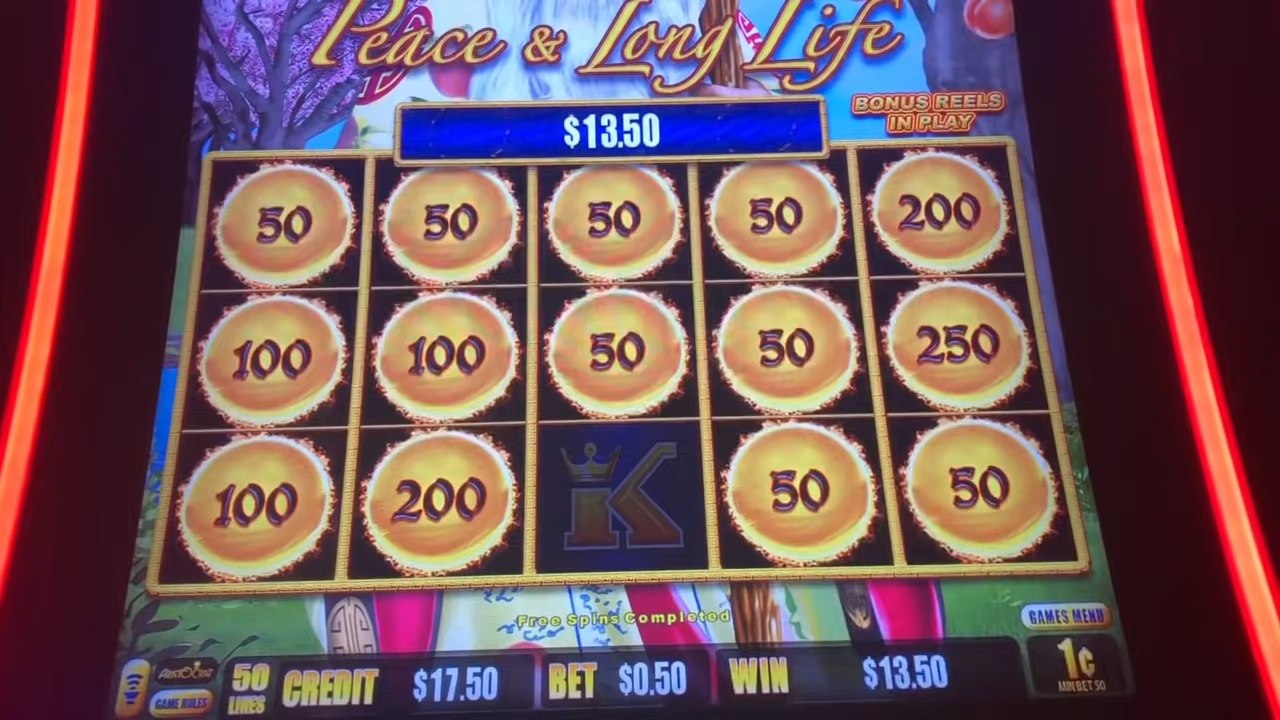 Peace & Long Life
$13.50
BONUS REELS
IN PLAY
50 50 50 50 200
100 100 50 50 250
100 200 K 50 50
Free Spins Completed
GAMES MENU
ARISTOCRAT
GAME RULES
50
LINES
CREDIT $17.50 BET $0.50 WIN $13.50
1¢
MIN BET 50